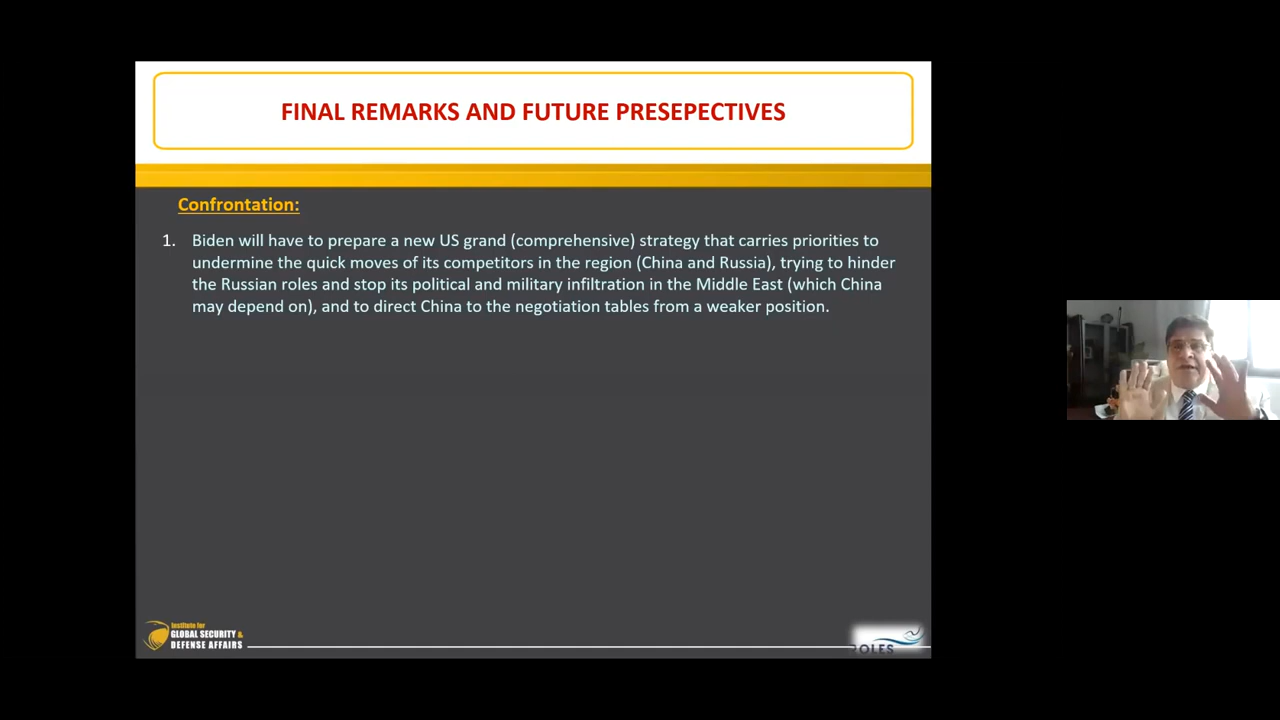 FINAL REMARKS AND FUTURE PRESEPECTIVES
Confrontation:
1. Biden will have to prepare a new US grand (comprehensive) strategy that carries priorities to
undermine the quick moves of its competitors in the region (China and Russia), trying to hinder
the Russian roles and stop its political and military infiltration in the Middle East (which China
may depend on), and to direct China to the negotiation tables from a weaker position.
Institute for
GLOBAL SECURITY &
DEFENSE AFFAIRS